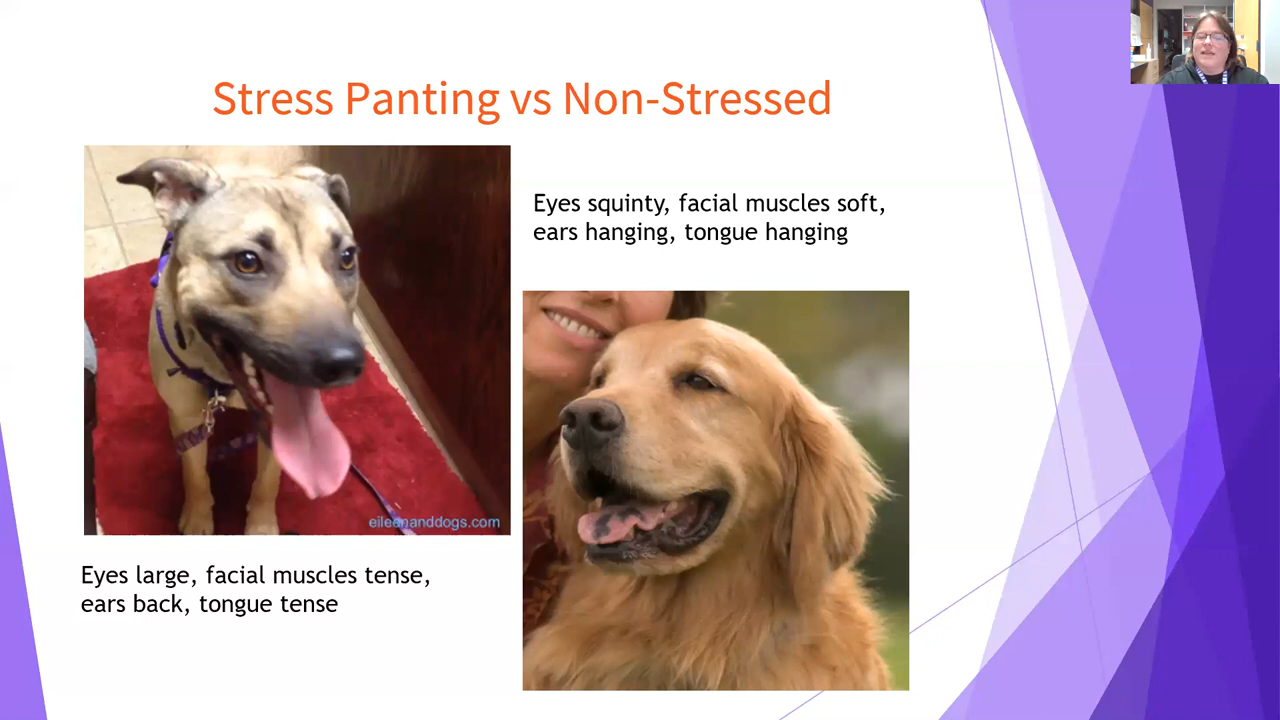 Stress Panting vs Non-Stressed
Eyes squinty, facial muscles soft,
ears hanging, tongue hanging
eileenanddogs.com
Eyes large, facial muscles tense,
ears back, tongue tense